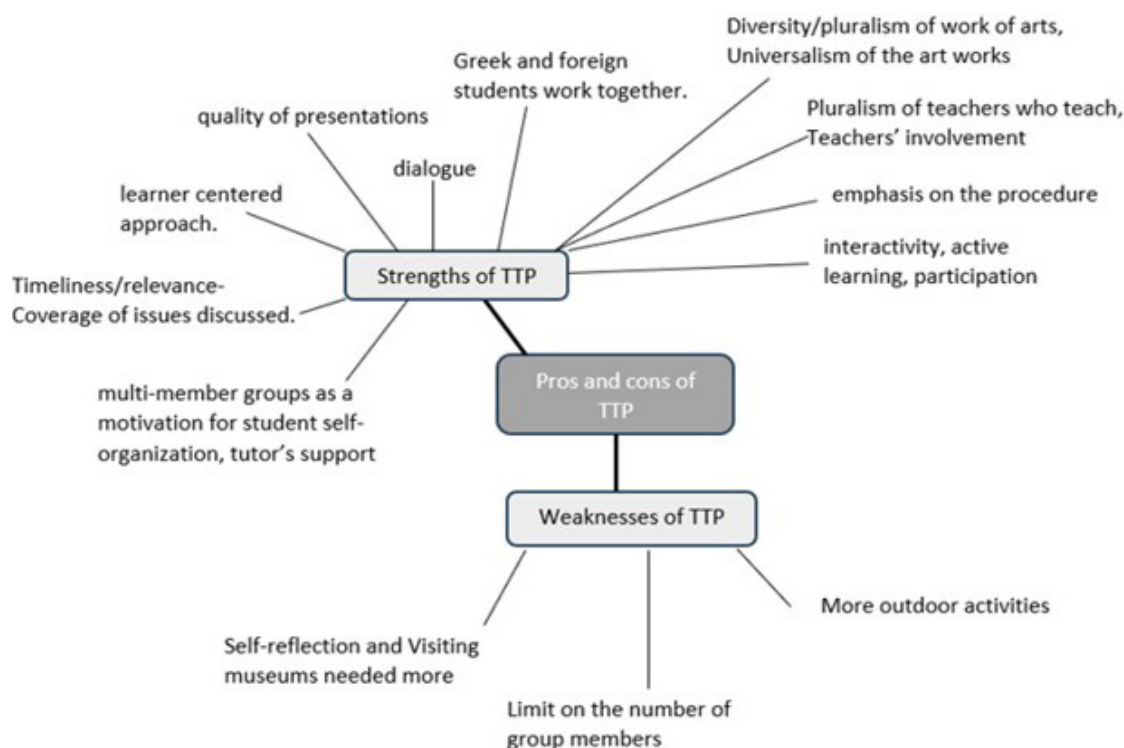 Diversity/pluralism of work of arts,
Universalism of the art works
Greek and foreign
students work together.
quality of presentations
Pluralism of teachers who teach,
Teachers' involvement
dialogue
learner centered
approach.
emphasis on the procedure
interactivity, active
learning, participation
Strengths of TTP
Timeliness/relevance-
Coverage of issues discussed.
multi-member groups as a
motivation for student self-
organization, tutor's support
Pros and cons of
TTP
Weaknesses of TTP
More outdoor activities
Self-reflection and Visiting
museums needed more
Limit on the number of
group members